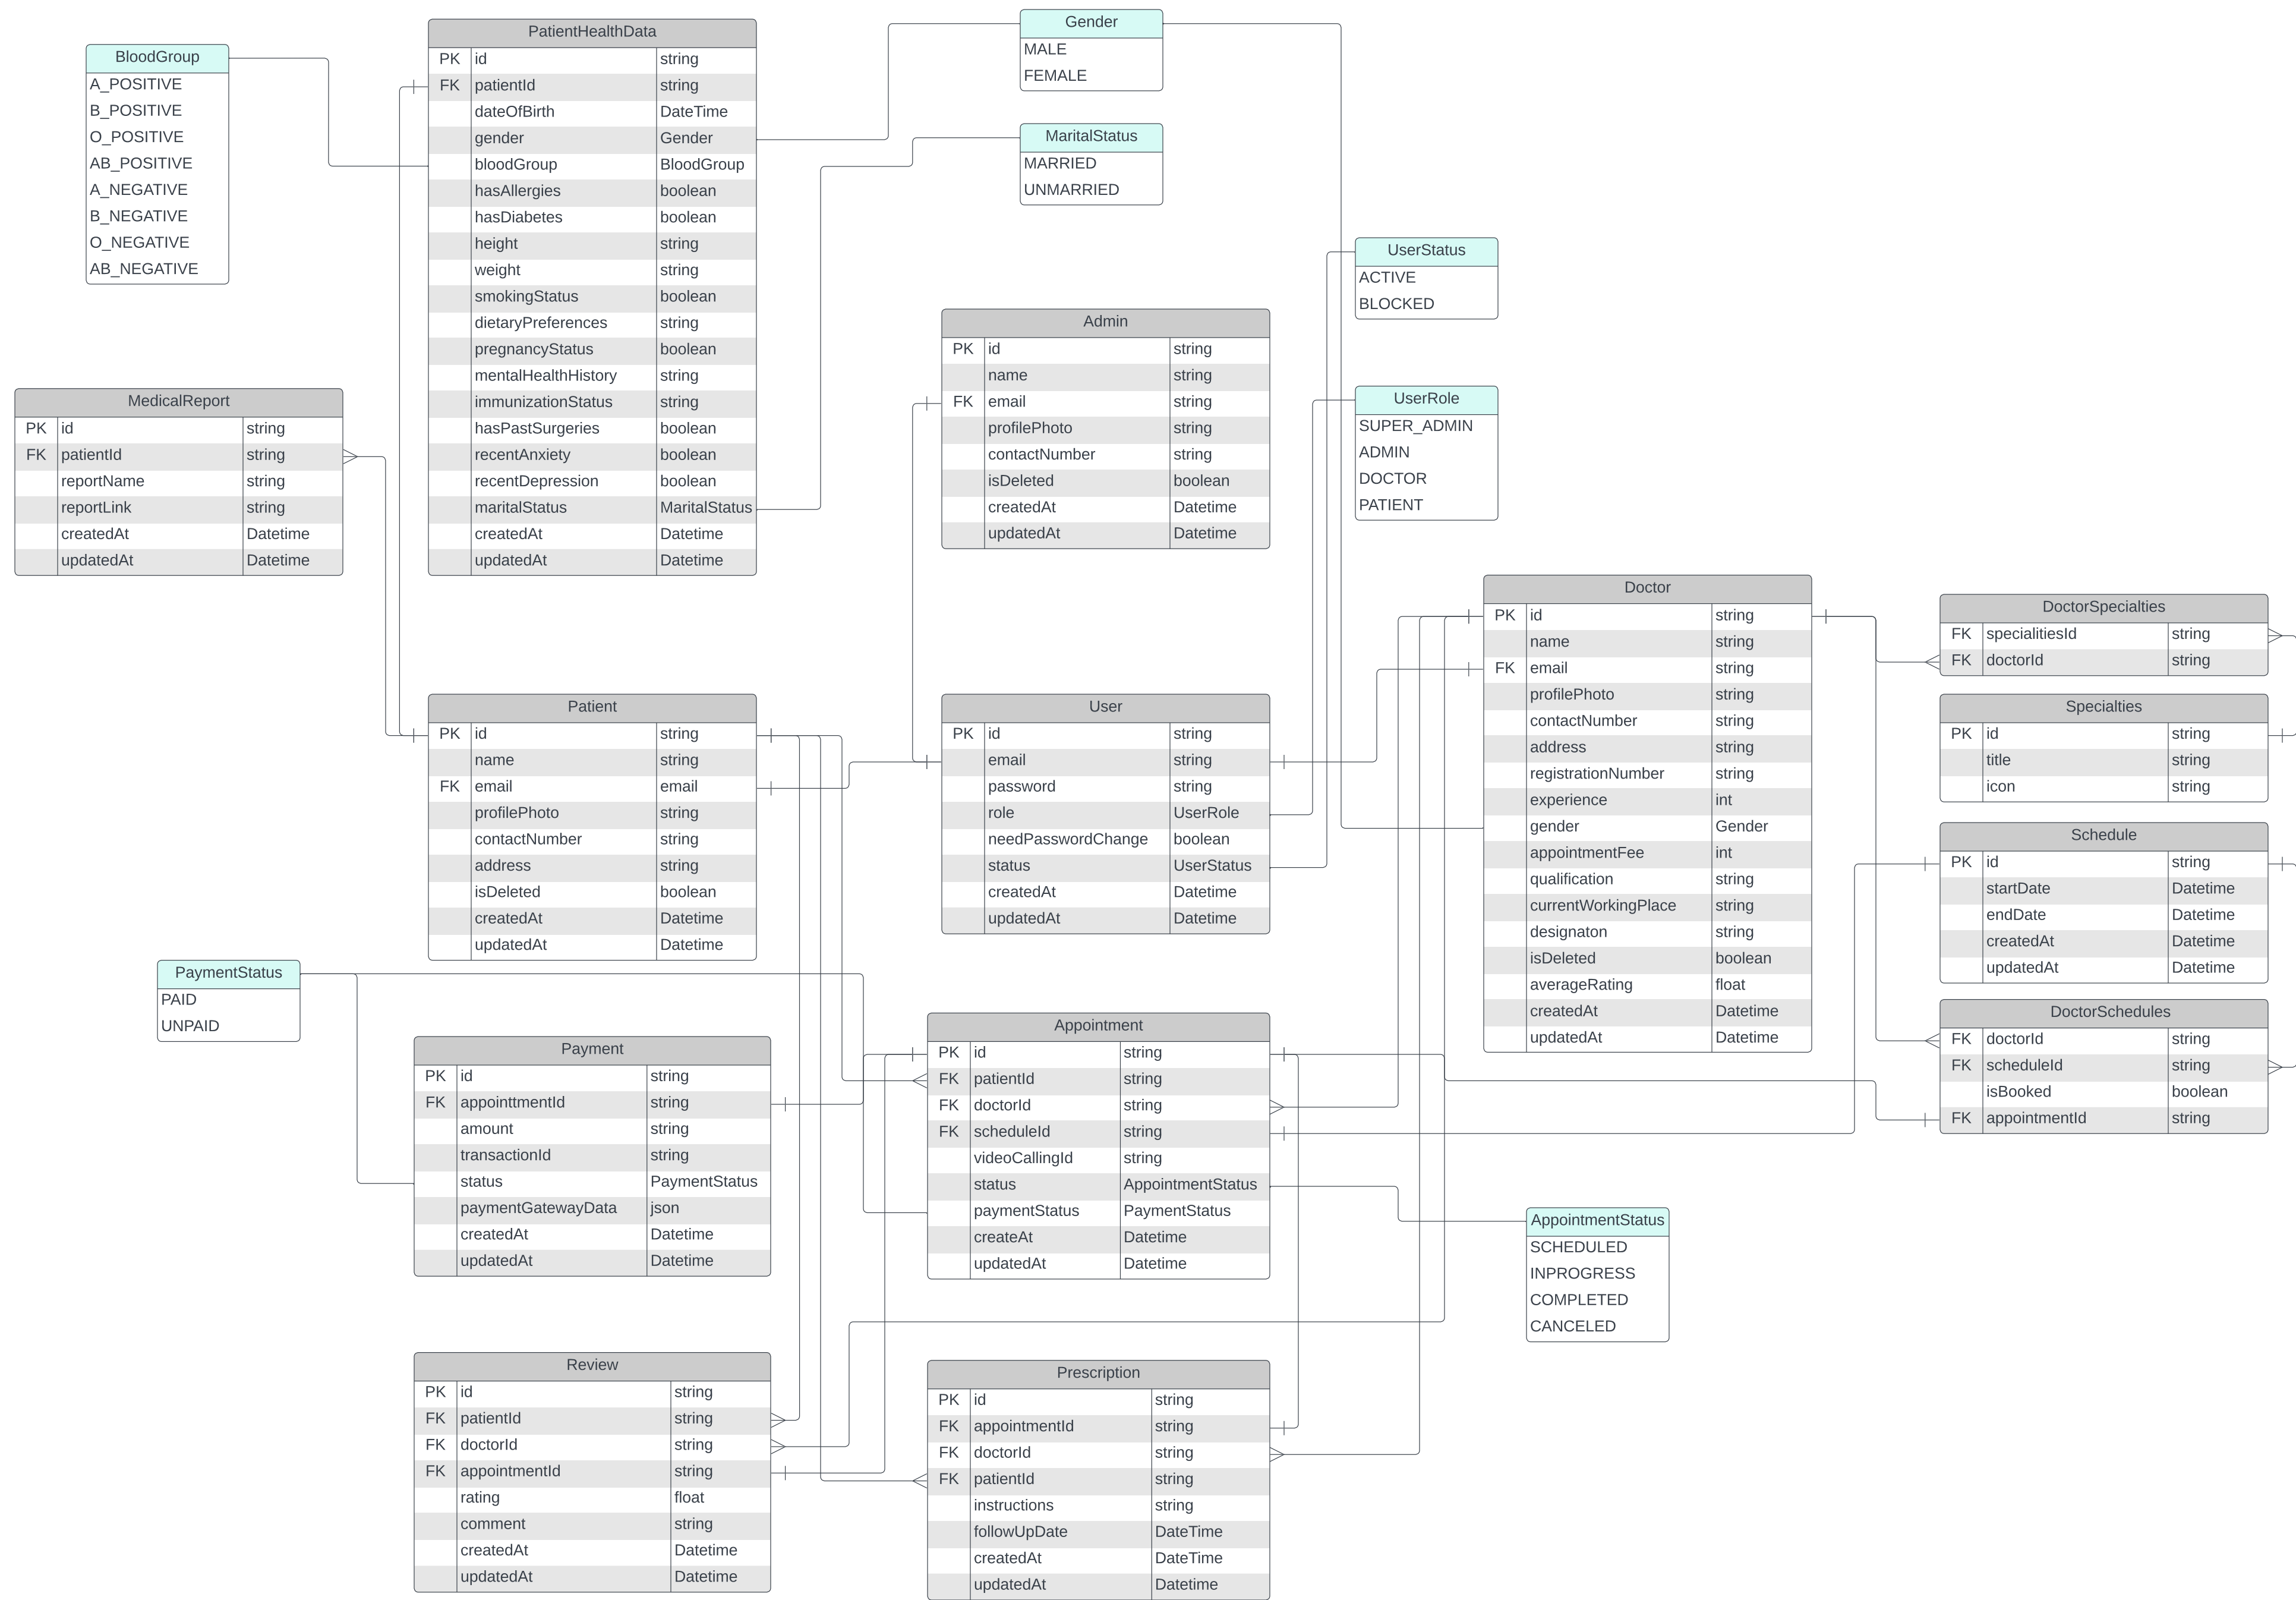 BloodGroup
A_POSITIVE
B_POSITIVE
O_POSITIVE
AB_POSITIVE
A_NEGATIVE
B_NEGATIVE
O_NEGATIVE
AB_NEGATIVE
PatientHealthData
PK id string
FK patientId string
dateOfBirth DateTime
gender Gender
bloodGroup BloodGroup
hasAllergies boolean
hasDiabetes boolean
height string
weight string
smokingStatus boolean
dietaryPreferences string
pregnancyStatus boolean
mentalHealthHistory string
immunizationStatus string
hasPastSurgeries boolean
recentAnxiety boolean
recentDepression boolean
maritalStatus MaritalStatus
createdAt Datetime
updatedAt Datetime
Gender
MALE
FEMALE
MaritalStatus
MARRIED
UNMARRIED
UserStatus
ACTIVE
BLOCKED
UserRole
SUPER_ADMIN
ADMIN
DOCTOR
PATIENT
Admin
PK id string
name string
FK email string
profilePhoto string
contactNumber string
isDeleted boolean
createdAt Datetime
updatedAt Datetime
MedicalReport
PK id string
FK patientId string
reportName string
reportLink string
createdAt Datetime
updatedAt Datetime
Patient
PK id string
name string
FK email email
profilePhoto string
contactNumber string
address string
isDeleted boolean
createdAt Datetime
updatedAt Datetime
User
PK id string
email string
password string
role UserRole
needPasswordChange boolean
status UserStatus
createdAt Datetime
updatedAt Datetime
Doctor
PK id string
name string
FK email string
profilePhoto string
contactNumber string
address string
registrationNumber string
experience int
gender Gender
appointmentFee int
qualification string
currentWorkingPlace string
designaton string
isDeleted boolean
averageRating float
createdAt Datetime
updatedAt Datetime
DoctorSpecialties
FK specialitiesId string
FK doctorId string
Specialties
PK id string
title string
icon string
Schedule
PK id string
startDate Datetime
endDate Datetime
createdAt Datetime
updatedAt Datetime
DoctorSchedules
FK doctorId string
FK scheduleId string
isBooked boolean
FK appointmentId string
PaymentStatus
PAID
UNPAID
Payment
PK id string
FK appointtmentId string
amount string
transactionId string
status PaymentStatus
paymentGatewayData json
createdAt Datetime
updatedAt Datetime
Appointment
PK id string
FK patientId string
FK doctorId string
FK scheduleId string
videoCallingId string
status AppointmentStatus
paymentStatus PaymentStatus
createAt Datetime
updatedAt Datetime
AppointmentStatus
SCHEDULED
INPROGRESS
COMPLETED
CANCELED
Review
PK id string
FK patientId string
FK doctorId string
FK appointmentId string
rating float
comment string
createdAt Datetime
updatedAt Datetime
Prescription
PK id string
FK appointmentId string
FK doctorId string
FK patientId string
instructions string
followUpDate DateTime
createdAt DateTime
updatedAt Datetime